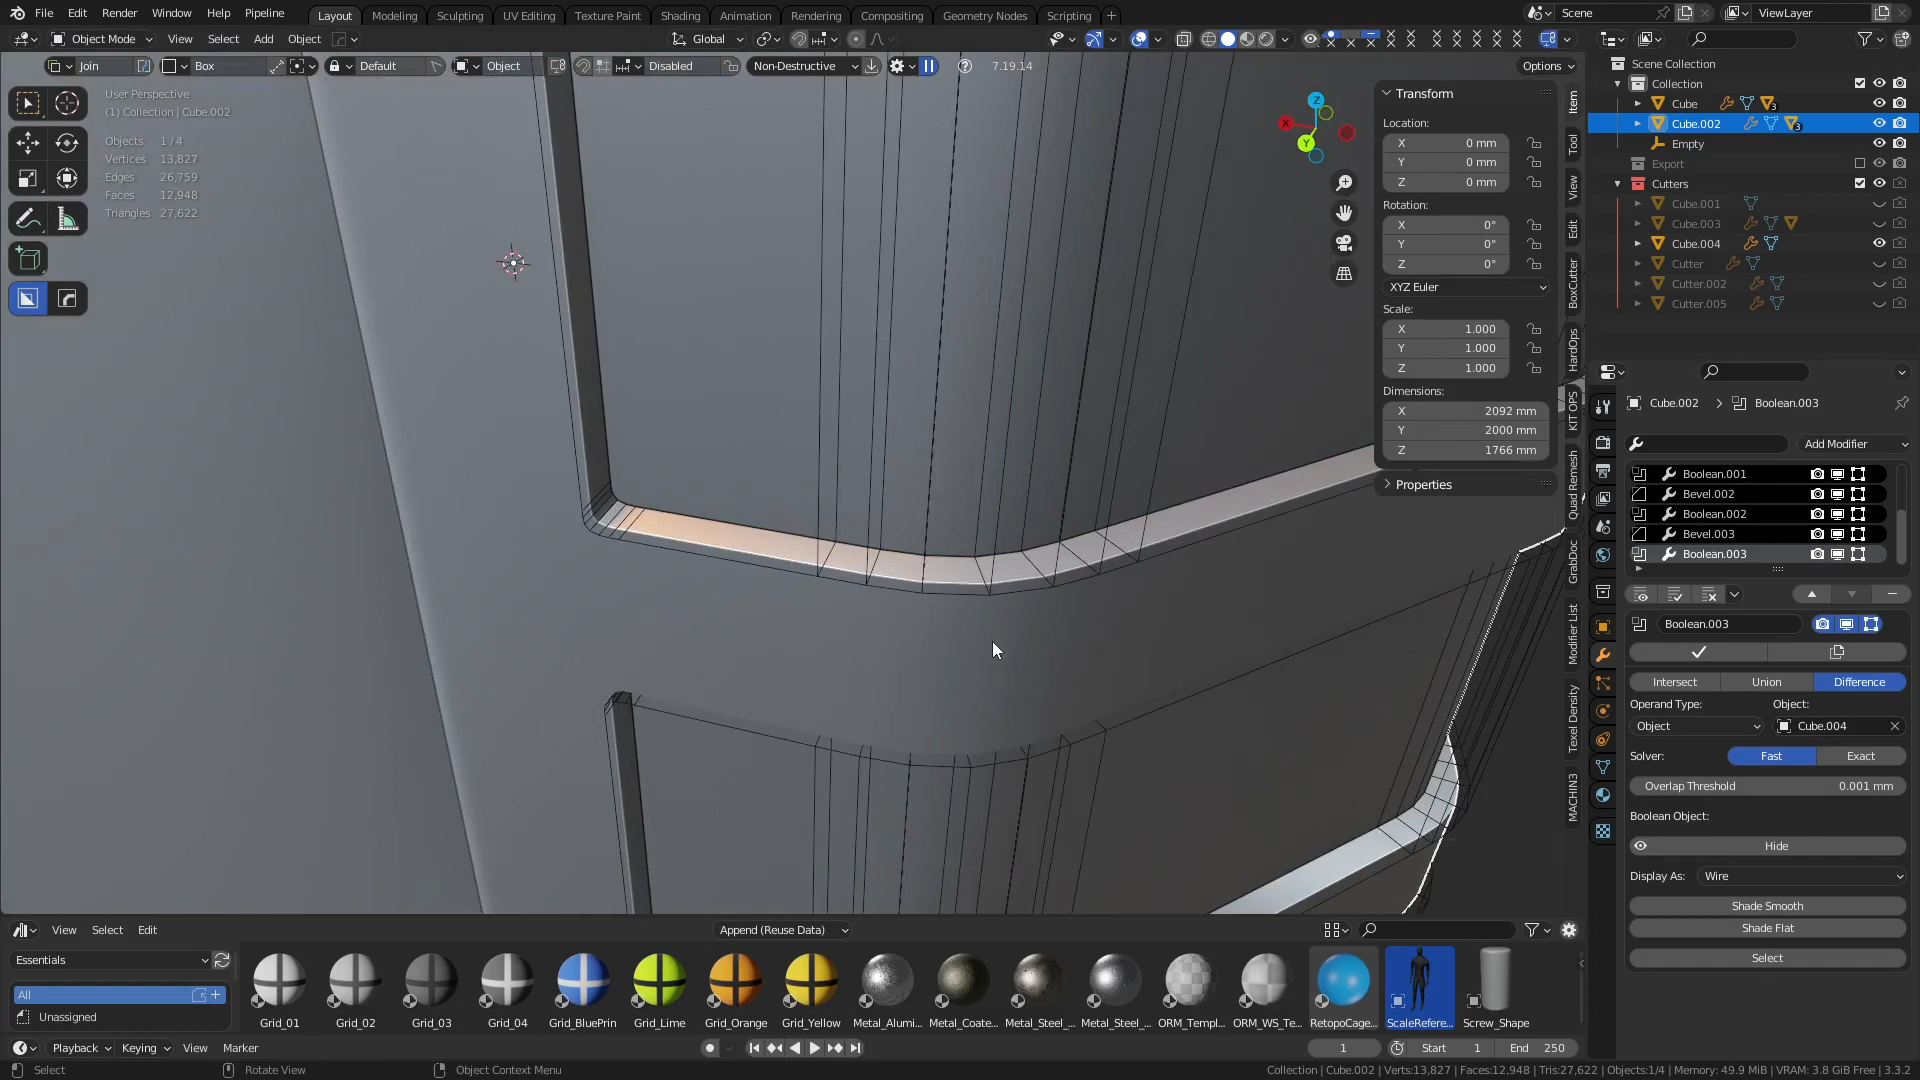 File Edit Render Window Help Pipeline Layout Modeling Sculpting UV Editing Texture Paint Shading Animation Rendering Compositing Geometry Nodes Scripting + Scene ViewLayer
Object Mode View Select Add Object Global
Join Box Default Object Disabled Non-Destructive 7.19.14 Options
User Perspective
(1) Collection | Cube.002
Objects 1 / 4
Vertices 13,827
Edges 26,759
Faces 12,948
Triangles 27,622
Z
X
Y
Transform
Location:
X 0 mm
Y 0 mm
Z 0 mm
Rotation:
X 0°
Y 0°
Z 0°
XYZ Euler
Scale:
X 1.000
Y 1.000
Z 1.000
Dimensions:
X 2092 mm
Y 2000 mm
Z 1766 mm
Properties
Item
Tool
View
Edit
BoxCutter
HardOps
KIT OPS
Quad Remesh
GrabDoc
Modifier List
Texel Density
MACHIN3
Scene Collection
Collection
Cube 3
Cube.002 3
Empty
Export
Cutters
Cube.001
Cube.003
Cube.004
Cutter
Cutter.002
Cutter.005
Cube.002 > Boolean.003
Add Modifier
Boolean.001
Bevel.002
Boolean.002
Bevel.003
Boolean.003
Boolean.003
Intersect Union Difference
Operand Type: Object:
Object Cube.004
Solver: Fast Exact
Overlap Threshold 0.001 mm
Boolean Object:
Hide
Display As: Wire
Shade Smooth
Shade Flat
Select
View Select Edit Append (Reuse Data)
Essentials
All
Unassigned
Grid_01 Grid_02 Grid_03 Grid_04 Grid_BluePrin Grid_Lime Grid_Orange Grid_Yellow Metal_Alumi... Metal_Coate... Metal_Steel_... Metal_Steel_... ORM_Templ... ORM_WS_Te... RetopoCage... ScaleRefere... Screw_Shape
Playback Keying View Marker 1 Start 1 End 250
Select Rotate View Object Context Menu Collection | Cube.002 | Verts:13,827 | Faces:12,948 | Tris:27,622 | Objects:1/4 | Memory: 49.9 MiB | VRAM: 3.8 GiB Free | 3.3.2